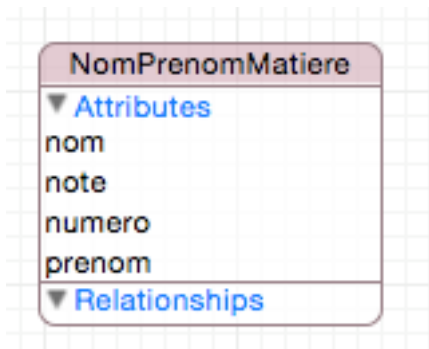 NomPrenomMatiere
Attributes
nom
note
numero
prenom
Relationships